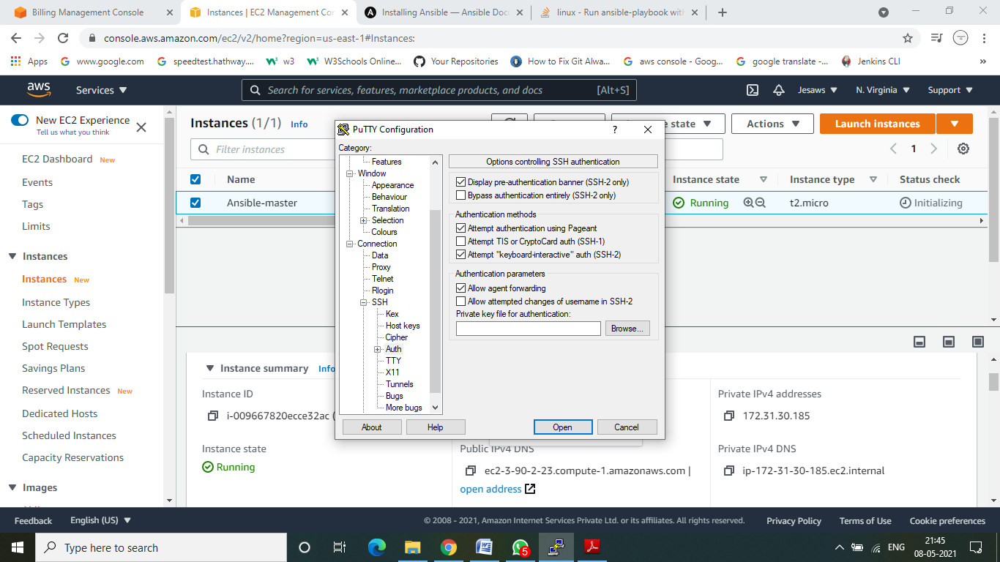 Billing Management Console
Instances | EC2 Management Con
Installing Ansible — Ansible Doc
linux - Run ansible-playbook with
console.aws.amazon.com/ec2/v2/home?region=us-east-1#Instances:
Apps
www.google.com
speedtest.hathway....
w3
W3Schools Online...
Your Repositories
How to Fix Git Alwa...
aws console - Goog...
google translate -...
Jenkins CLI
»
aws
Services
Search for services, features, marketplace products, and docs
[Alt+S]
Jesaws
N. Virginia
Support
New EC2 Experience
Tell us what you think
EC2 Dashboard New
Events
Tags
Limits
Instances
Instances New
Instance Types
Launch Templates
Spot Requests
Savings Plans
Reserved Instances New
Dedicated Hosts
Scheduled Instances
Capacity Reservations
Images
Instances (1/1) Info
state
Actions
Launch instances
Filter instances
1
Name
Instance state
Instance type
Status check
Ansible-master
Running
t2.micro
Initializing
PuTTY Configuration
?
Category:
Features
Window
Appearance
Behaviour
Translation
Selection
Colours
Connection
Data
Proxy
Telnet
Rlogin
SSH
Kex
Host keys
Cipher
Auth
TTY
X11
Tunnels
Bugs
More bugs
Options controlling SSH authentication
Display pre-authentication banner (SSH-2 only)
Bypass authentication entirely (SSH-2 only)
Authentication methods
Attempt authentication using Pageant
Attempt TIS or CryptoCard auth (SSH-1)
Attempt "keyboard-interactive" auth (SSH-2)
Authentication parameters
Allow agent forwarding
Allow attempted changes of username in SSH-2
Private key file for authentication:
Browse...
About
Help
Open
Cancel
Instance summary Info
Instance ID
i-009667820ecce32ac (
Private IPv4 addresses
172.31.30.185
Instance state
Running
Public IPv4 DNS
ec2-3-90-2-23.compute-1.amazonaws.com |
open address
Private IPv4 DNS
ip-172-31-30-185.ec2.internal
Feedback
English (US)
© 2008 - 2021, Amazon Internet Services Private Ltd. or its affiliates. All rights reserved.
Privacy Policy
Terms of Use
Cookie preferences
Type here to search
5
ENG
21:45
08-05-2021